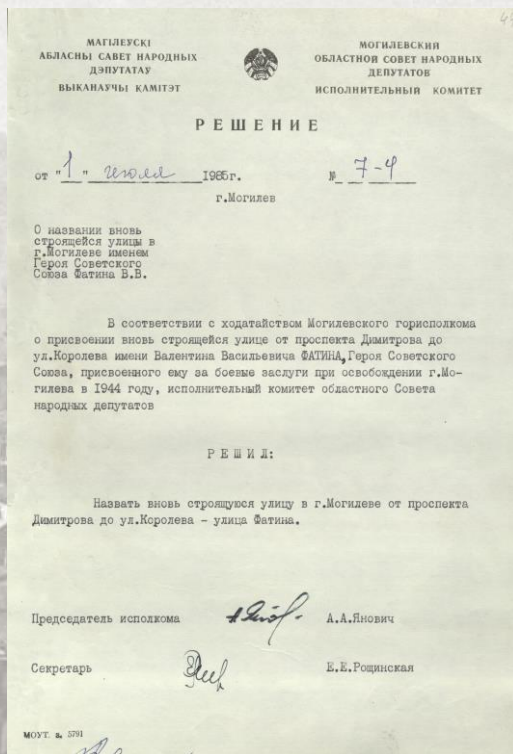 МАГІЛЕУСКІ
АБЛАСНЫ САВЕТ НАРОДНЫХ
ДЭПУТАТАУ
ВЫКАНАУЧЫ КАМІТЭТ
МОГИЛЕВСКИЙ
ОБЛАСТНОЙ СОВЕТ НАРОДНЫХ
ДЕПУТАТОВ
ИСПОЛНИТЕЛЬНЫЙ КОМИТЕТ
РЕШЕНИЕ
от "1" июля 1985г. № 7-4
г.Могилев
О названии вновь
строящейся улицы в
г.Могилеве именем
Героя Советского
Союза Фатина В.В.
В соответствии с ходатайством Могилевского горисполкома
о присвоении вновь строящейся улице от проспекта Димитрова до
ул.Королева имени Валентина Васильевича ФАТИНА, Героя Советского
Союза, присвоенного ему за боевые заслуги при освобождении г.Мо-
гилева в 1944 году, исполнительный комитет областного Совета
народных депутатов
РЕШИЛ:
Назвать вновь строящуюся улицу в г.Могилеве от проспекта
Димитрова до ул.Королева - улица Фатина.
Председатель исполкома А.А.Янович
Секретарь Е.Е.Рощинская
МОУТ. з. 5791